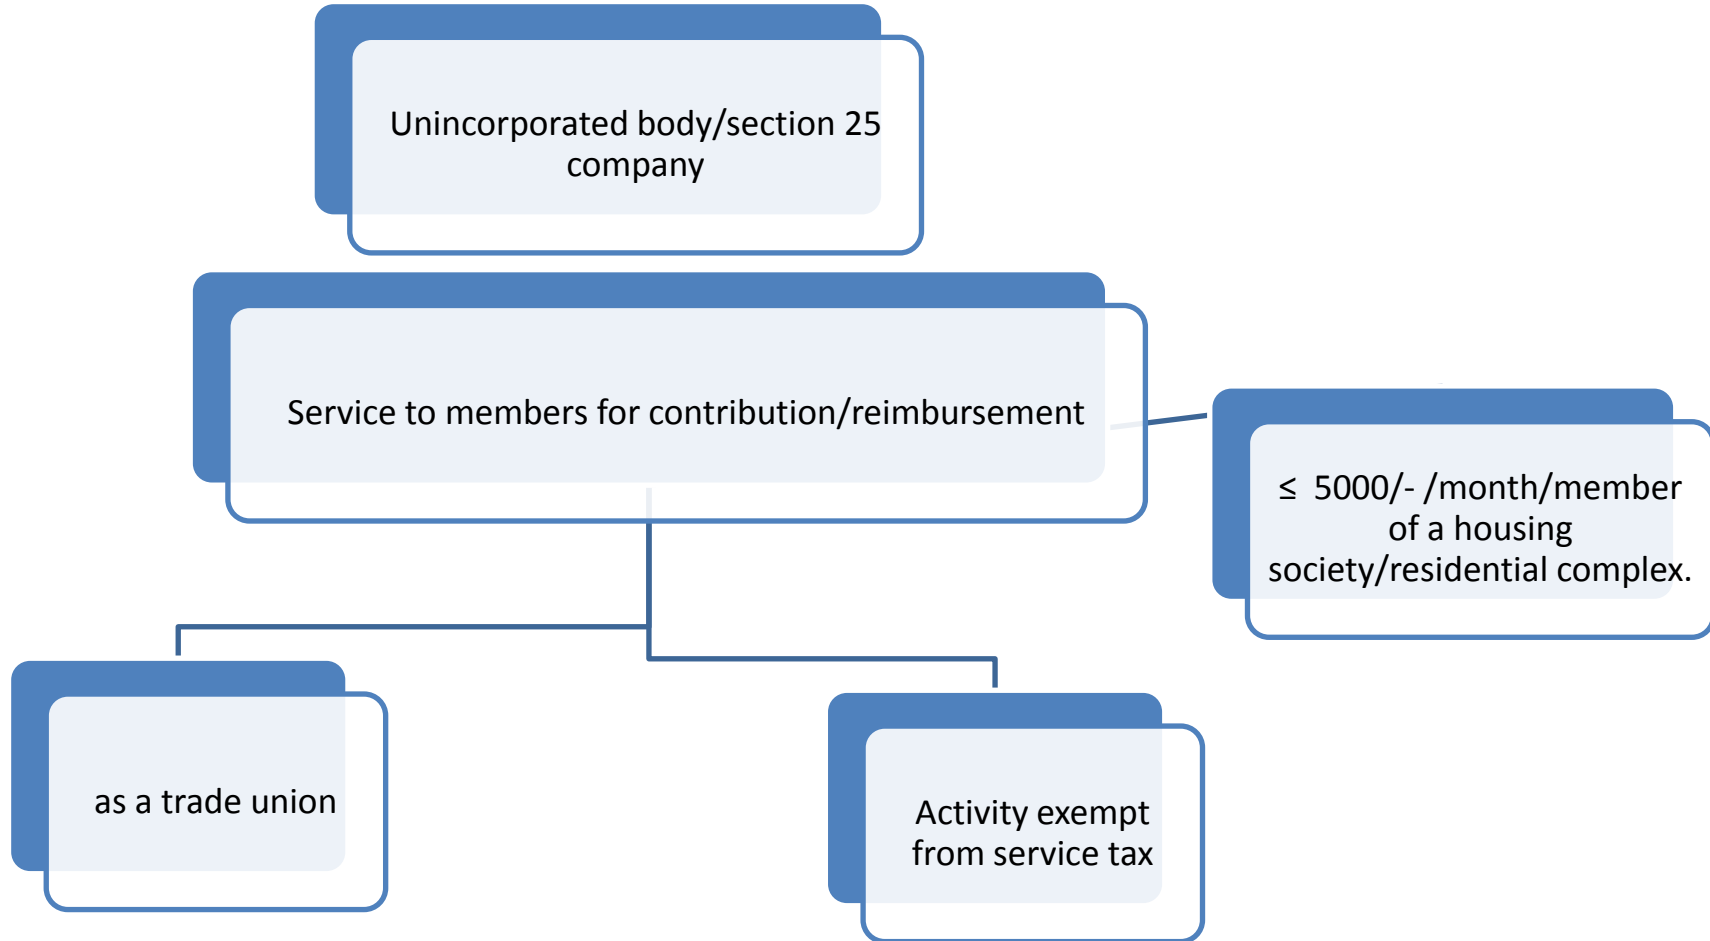 Unincorporated body/section 25
company
Service to members for contribution/reimbursement
≤ 5000/- /month/member
of a housing
society/residential complex.
as a trade union
Activity exempt
from service tax